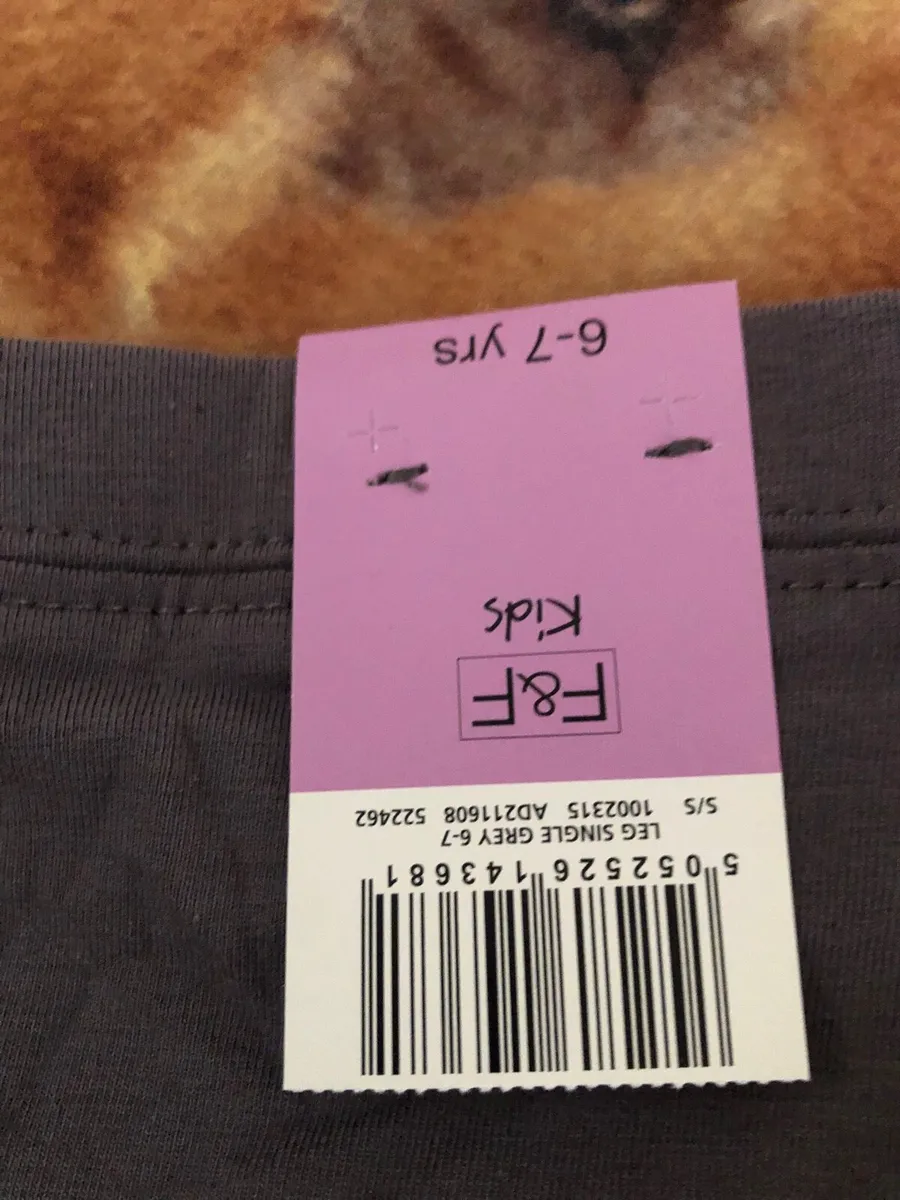 5 052526 143681
LEG SINGLE GREY 6-7
S/S 1002315 AD211608 522462
F&F
Kids
6-7 yrs